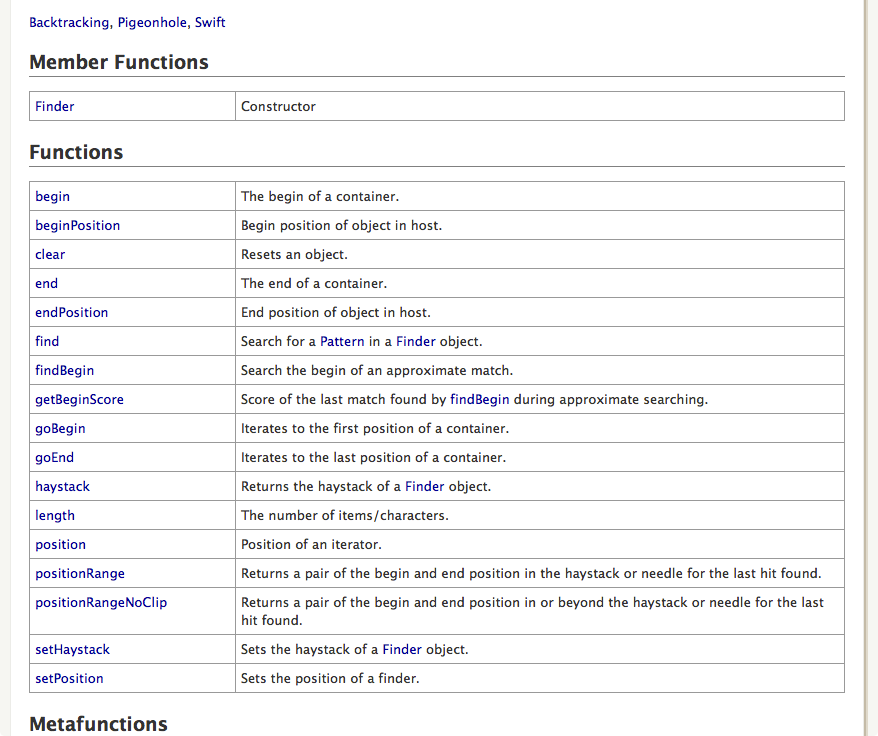 Backtracking, Pigeonhole, Swift
Member Functions
Finder Constructor
Functions
begin The begin of a container.
beginPosition Begin position of object in host.
clear Resets an object.
end The end of a container.
endPosition End position of object in host.
find Search for a Pattern in a Finder object.
findBegin Search the begin of an approximate match.
getBeginScore Score of the last match found by findBegin during approximate searching.
goBegin Iterates to the first position of a container.
goEnd Iterates to the last position of a container.
haystack Returns the haystack of a Finder object.
length The number of items/characters.
position Position of an iterator.
positionRange Returns a pair of the begin and end position in the haystack or needle for the last hit found.
positionRangeNoClip Returns a pair of the begin and end position in or beyond the haystack or needle for the last
hit found.
setHaystack Sets the haystack of a Finder object.
setPosition Sets the position of a finder.
Metafunctions